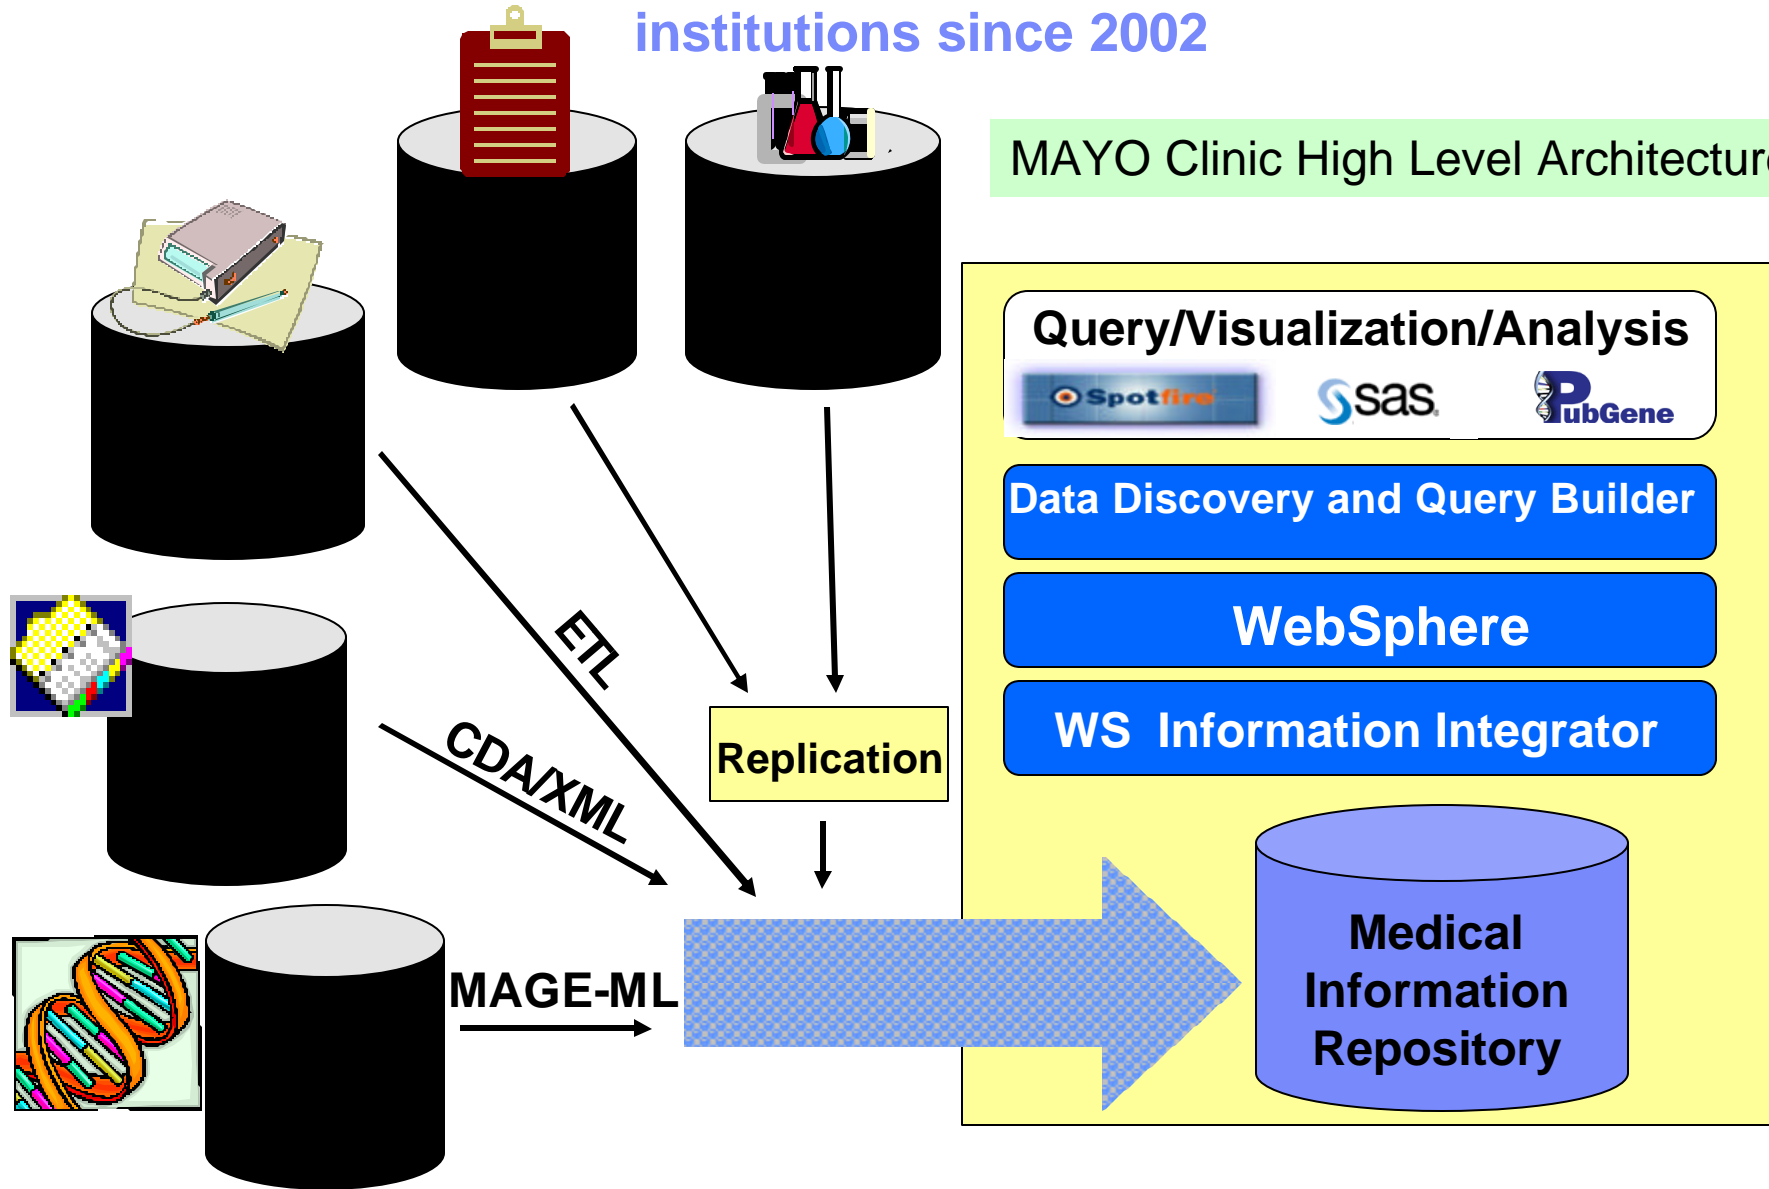 institutions since 2002
MAYO Clinic High Level Architecture
Query/Visualization/Analysis
Spotfire
sas
PubGene
Data Discovery and Query Builder
WebSphere
WS Information Integrator
ETL
CDA/XML
Replication
MAGE-ML
Medical
Information
Repository